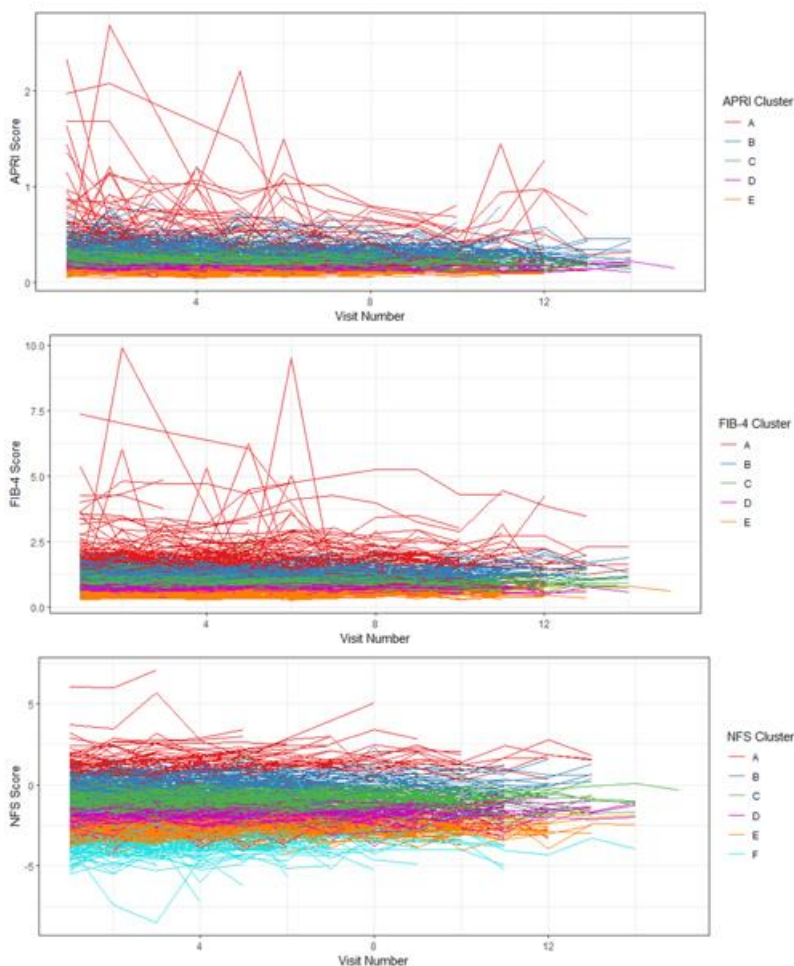 2
APRI Score
1
0
4
8
12
Visit Number
APRI Cluster
A
B
C
D
E
10.0
7.5
FIB-4 Score
5.0
2.5
0.0
4
8
12
Visit Number
FIB-4 Cluster
A
B
C
D
E
5
NFS Score
0
-5
4
8
12
Visit Number
NFS Cluster
A
B
C
D
E
F